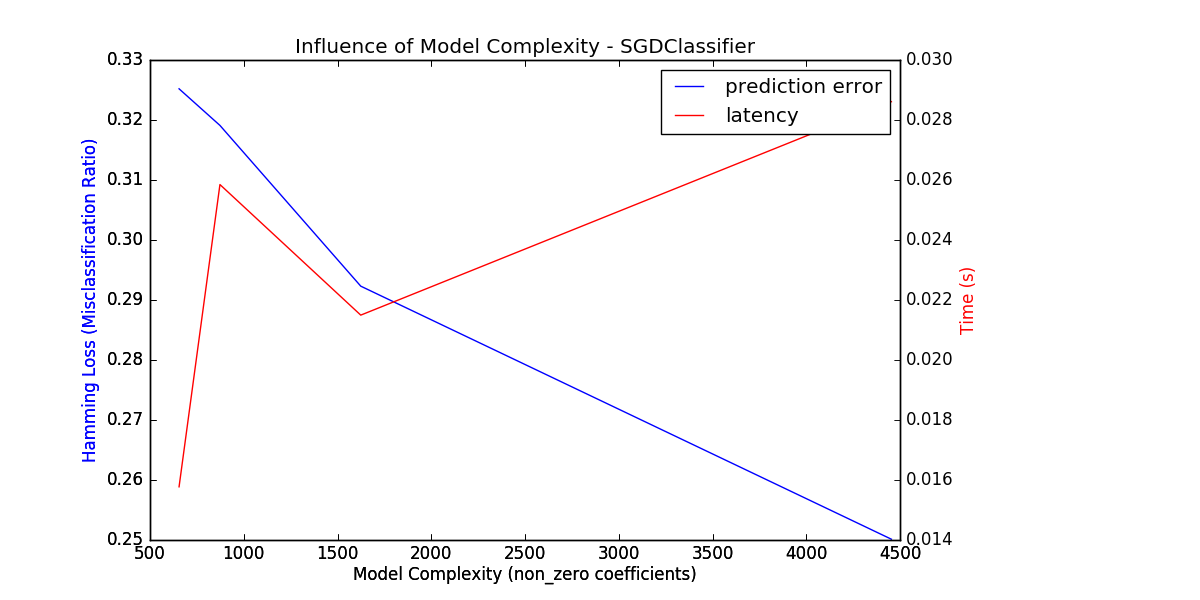 Influence of Model Complexity - SGDClassifier
prediction error
latency
0.33
0.32
0.31
0.30
0.29
0.28
0.27
0.26
0.25
Hamming Loss (Misclassification Ratio)
0.030
0.028
0.026
0.024
0.022
0.020
0.018
0.016
0.014
Time (s)
500 1000 1500 2000 2500 3000 3500 4000 4500
Model Complexity (non_zero coefficients)